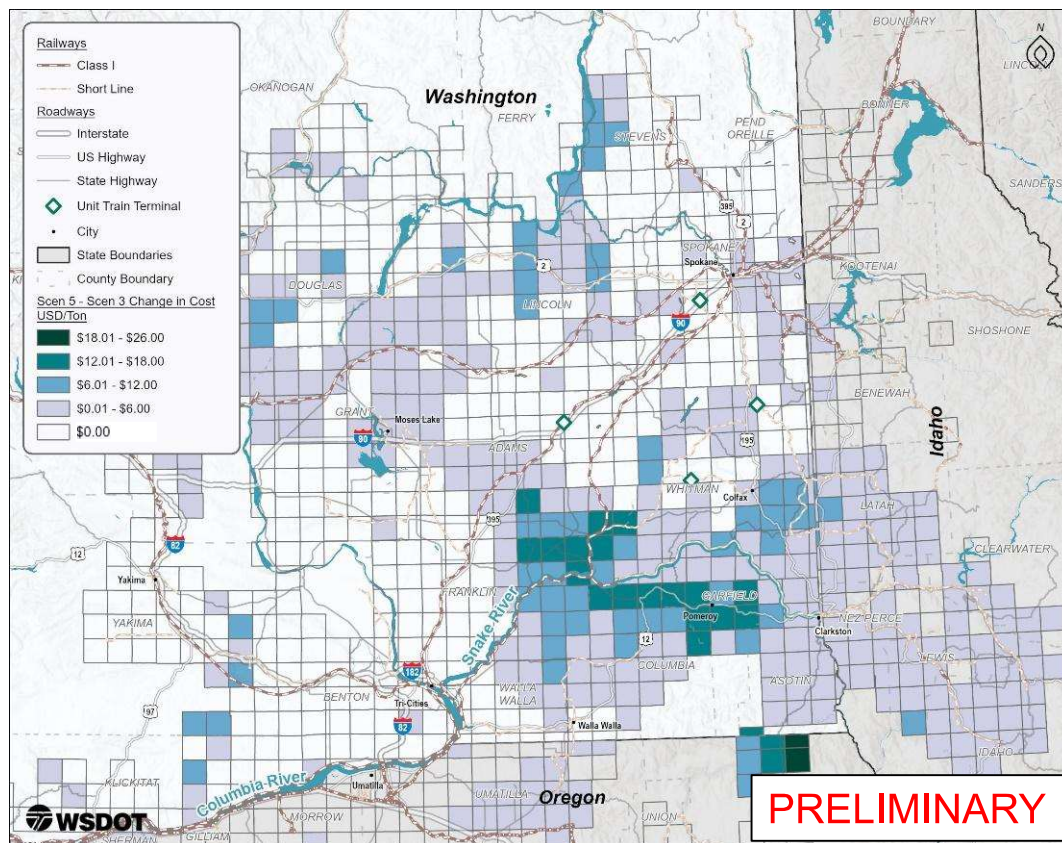 Railways
Class I
Short Line
Roadways
Interstate
US Highway
State Highway
Unit Train Terminal
City
State Boundaries
County Boundary
Scen 5 - Scen 3 Change in Cost
USD/Ton
$18.01 - $26.00
$12.01 - $18.00
$6.01 - $12.00
$0.01 - $6.00
$0.00
N
BOUNDARY
LINCOLN
OKANOGAN
Washington
FERRY
STEVENS
PEND
OREILLE
BONNER
SANDERS
395
2
SPOKANE
Spokane
KOOTENAI
DOUGLAS
2
LINCOLN
90
SHOSHONE
BENEWAH
GRANT
Moses Lake
90
ADAMS
195
Idaho
WHITMAN
Colfax
LATAH
395
82
12
CLEARWATER
Yakima
FRANKLIN
Snake River
GARFIELD
Pomeroy
NEZ PERCE
Clarkston
YAKIMA
12
COLUMBIA
LEWIS
182
BENTON
Tri-Cities
WALLA
WALLA
ASOTIN
97
82
Walla Walla
IDAHO
KLICKITAT
Columbia River
Umatilla
UMATILLA
Oregon
WSDOT
MORROW
UNION
SHERMAN
GILLIAM
PRELIMINARY